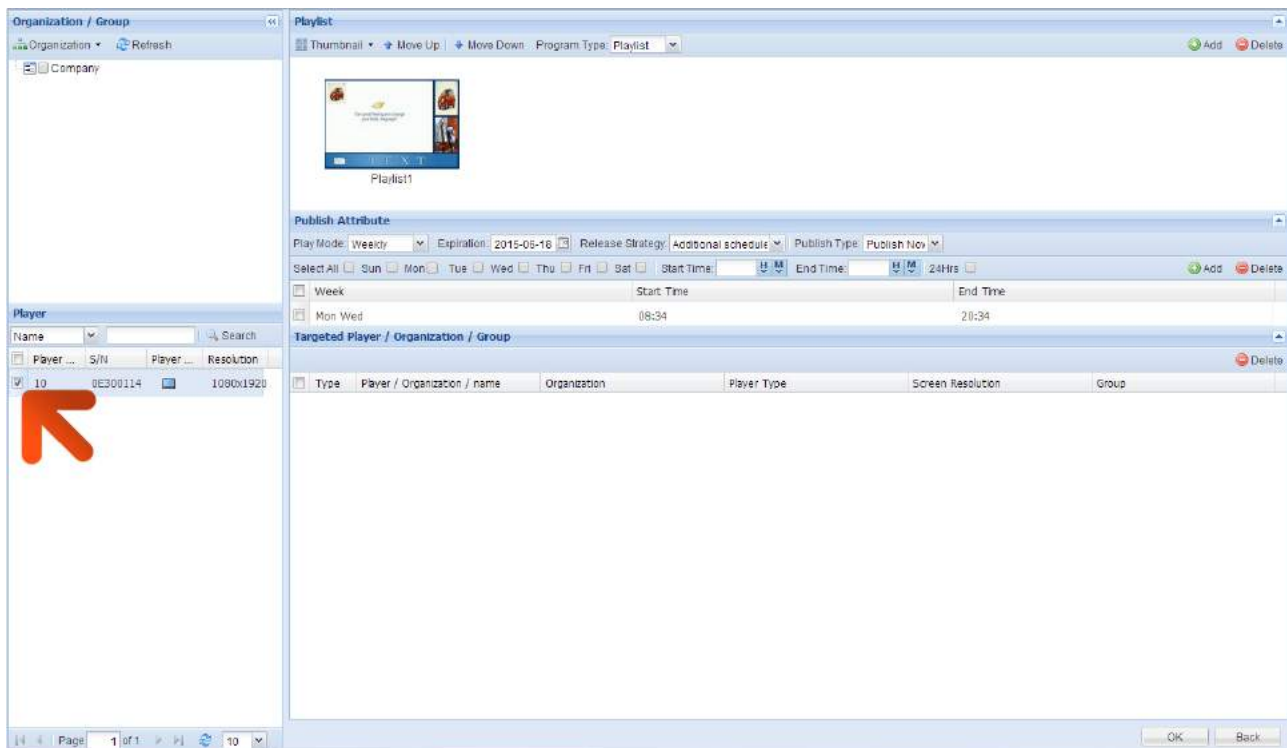 Organization / Group
Organization
Refresh
Company
Playlist
Thumbnail
Move Up
Move Down
Program Type: Playlist
Add
Delete
TEXT
Playlist1
Publish Attribute
Play Mode: Weekly
Expiration: 2015-06-18
Release Strategy: Additional schedule
Publish Type: Publish Now
Select All Sun Mon Tue Wed Thu Fri Sat Start Time: H M End Time: H M 24Hrs
Add
Delete
Week Start Time End Time
Mon Wed 08:34 20:34
Player
Name
Search
Player ... S/N Player ... Resolution
10 0E300114 1080x1920
Targeted Player / Organization / Group
Delete
Type Player / Organization / name Organization Player Type Screen Resolution Group
Page 1 of 1 10
OK
Back